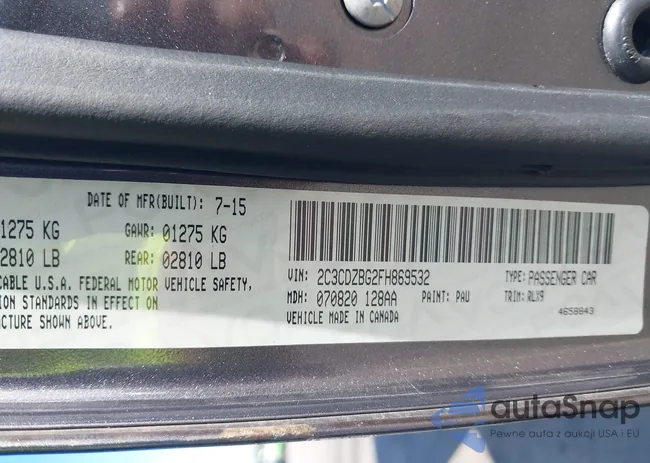 DATE OF MFR(BUILT): 7-15
1275 KG GAWR: 01275 KG
2810 LB REAR: 02810 LB
CABLE U.S.A. FEDERAL MOTOR VEHICLE SAFETY,
ION STANDARDS IN EFFECT ON
CTURE SHOWN ABOVE.
VIN: 2C3CDZBG2FH869532 TYPE: PASSENGER CAR
MDH: 070820 128AA PAINT: PAU TRIM: RLX9
VEHICLE MADE IN CANADA 4658843
autoSnap
Pewne auta z aukcji USA i EU